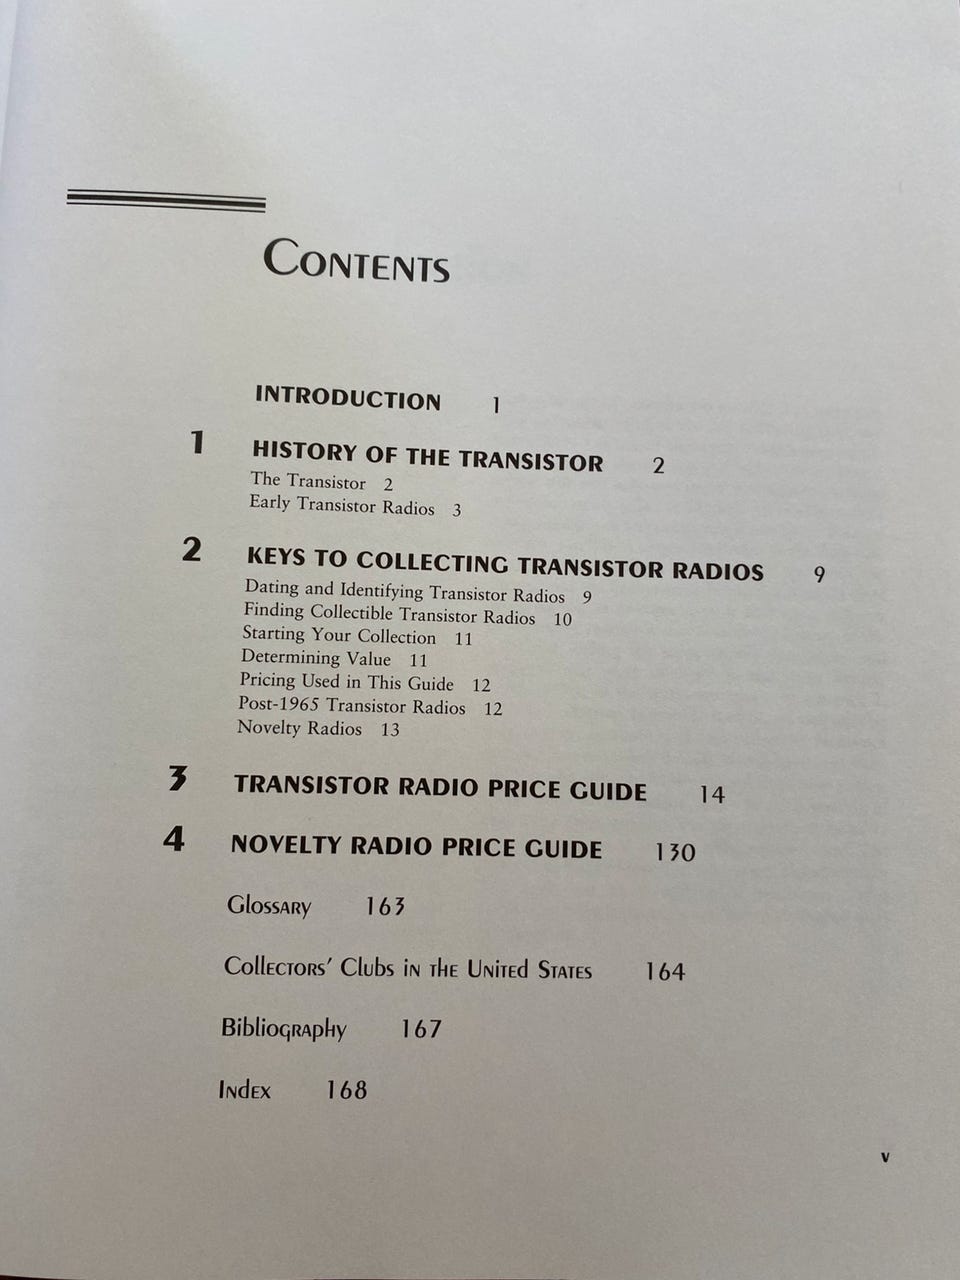 CONTENTS
INTRODUCTION 1
1 HISTORY OF THE TRANSISTOR 2
The Transistor 2
Early Transistor Radios 3
2 KEYS TO COLLECTING TRANSISTOR RADIOS 9
Dating and Identifying Transistor Radios 9
Finding Collectible Transistor Radios 10
Starting Your Collection 11
Determining Value 11
Pricing Used in This Guide 12
Post-1965 Transistor Radios 12
Novelty Radios 13
3 TRANSISTOR RADIO PRICE GUIDE 14
4 NOVELTY RADIO PRICE GUIDE 130
Glossary 163
Collectors' Clubs in the United States 164
Bibliography 167
Index 168
v